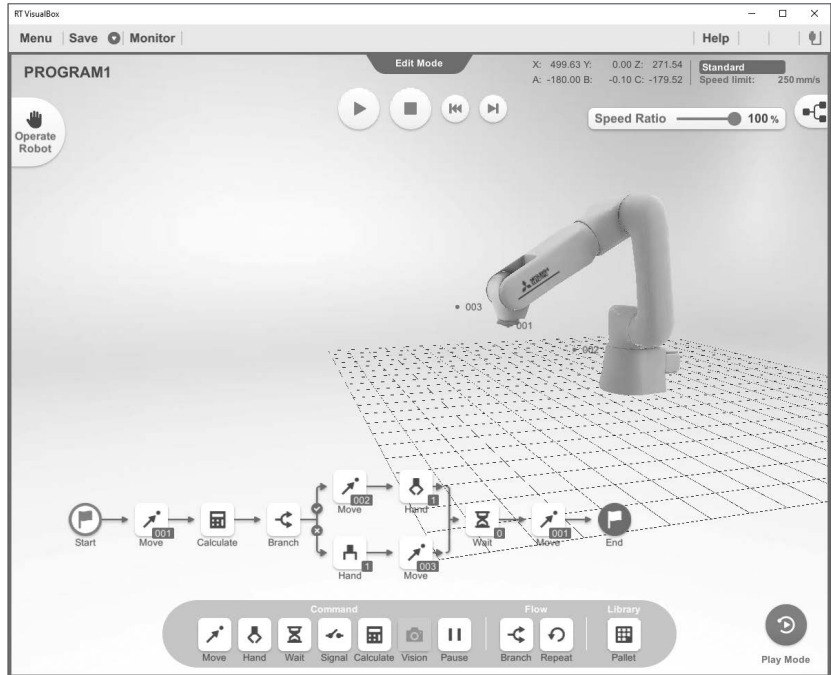 RT VisualBox
Menu Save Monitor Help
PROGRAM1
Edit Mode
X: 499.63 Y: 0.00 Z: 271.54
A: -180.00 B: -0.10 C: -179.52
Standard
Speed limit: 250 mm/s
Operate
Robot
Speed Ratio 100 %
MITSUBISHI
ELECTRIC
003
001
002
002
Move
1
Hand
Start
001
Move
Calculate
Branch
1
Hand
003
Move
0
Wait
001
Move
End
Command Flow Library
Move Hand Wait Signal Calculate Vision Pause Branch Repeat Pallet
Play Mode